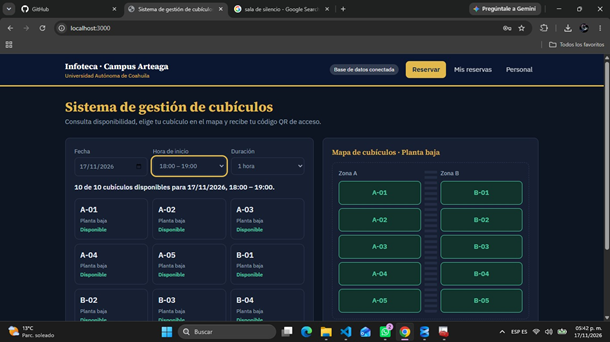 GitHub
Sistema de gestión de cubículos
sala de silencio - Google Search
Pregúntale a Gemini
localhost:3000
Todos los favoritos
Infoteca · Campus Arteaga
Universidad Autónoma de Coahuila
Base de datos conectada
Reservar
Mis reservas
Personal
Sistema de gestión de cubículos
Consulta disponibilidad, elige tu cubículo en el mapa y recibe tu código QR de acceso.
Fecha
Hora de inicio
Duración
17/11/2026
18:00 – 19:00
1 hora
10 de 10 cubículos disponibles para 17/11/2026, 18:00 – 19:00.
A-01
Planta baja
Disponible
A-02
Planta baja
Disponible
A-03
Planta baja
Disponible
A-04
Planta baja
Disponible
A-05
Planta baja
Disponible
B-01
Planta baja
Disponible
B-02
Planta baja
B-03
Planta baja
B-04
Planta baja
Mapa de cubículos · Planta baja
Zona A
Zona B
A-01
B-01
A-02
B-02
A-03
B-03
A-04
B-04
A-05
B-05
13°C
Parc. soleado
Buscar
ESP ES
05:42 p. m.
17/11/2026